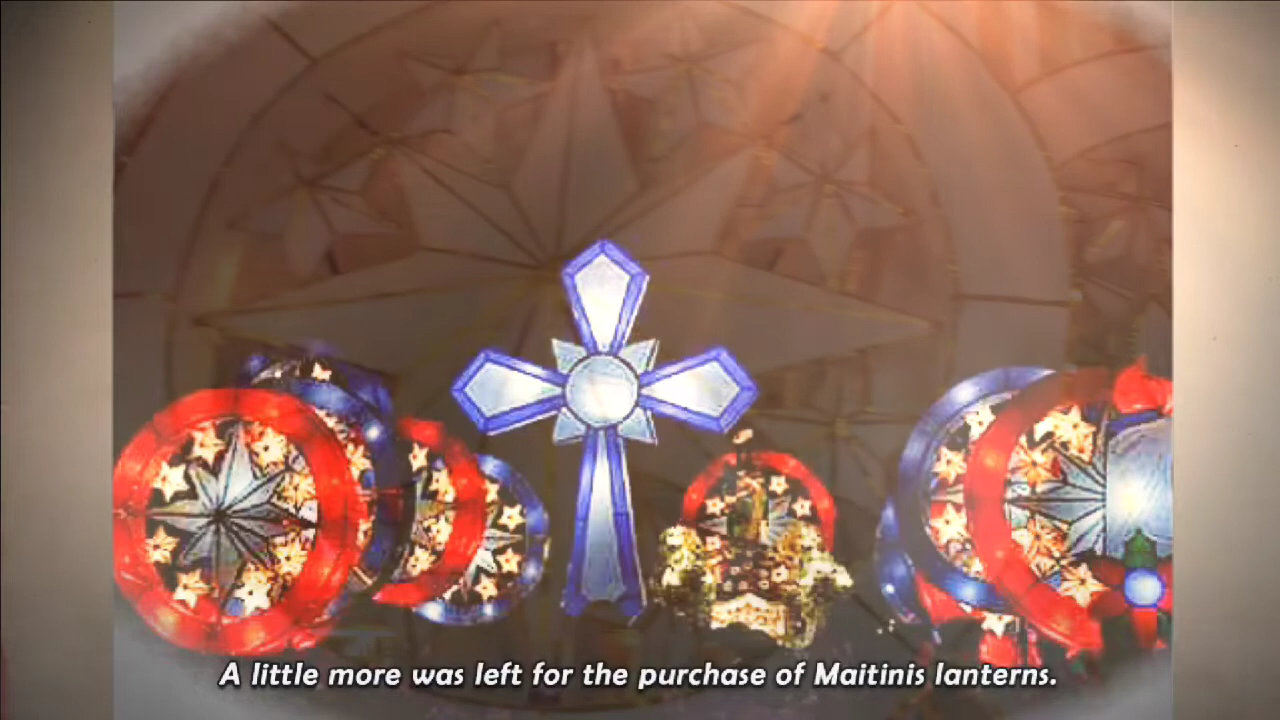 A little more was left for the purchase of Maitinis lanterns.